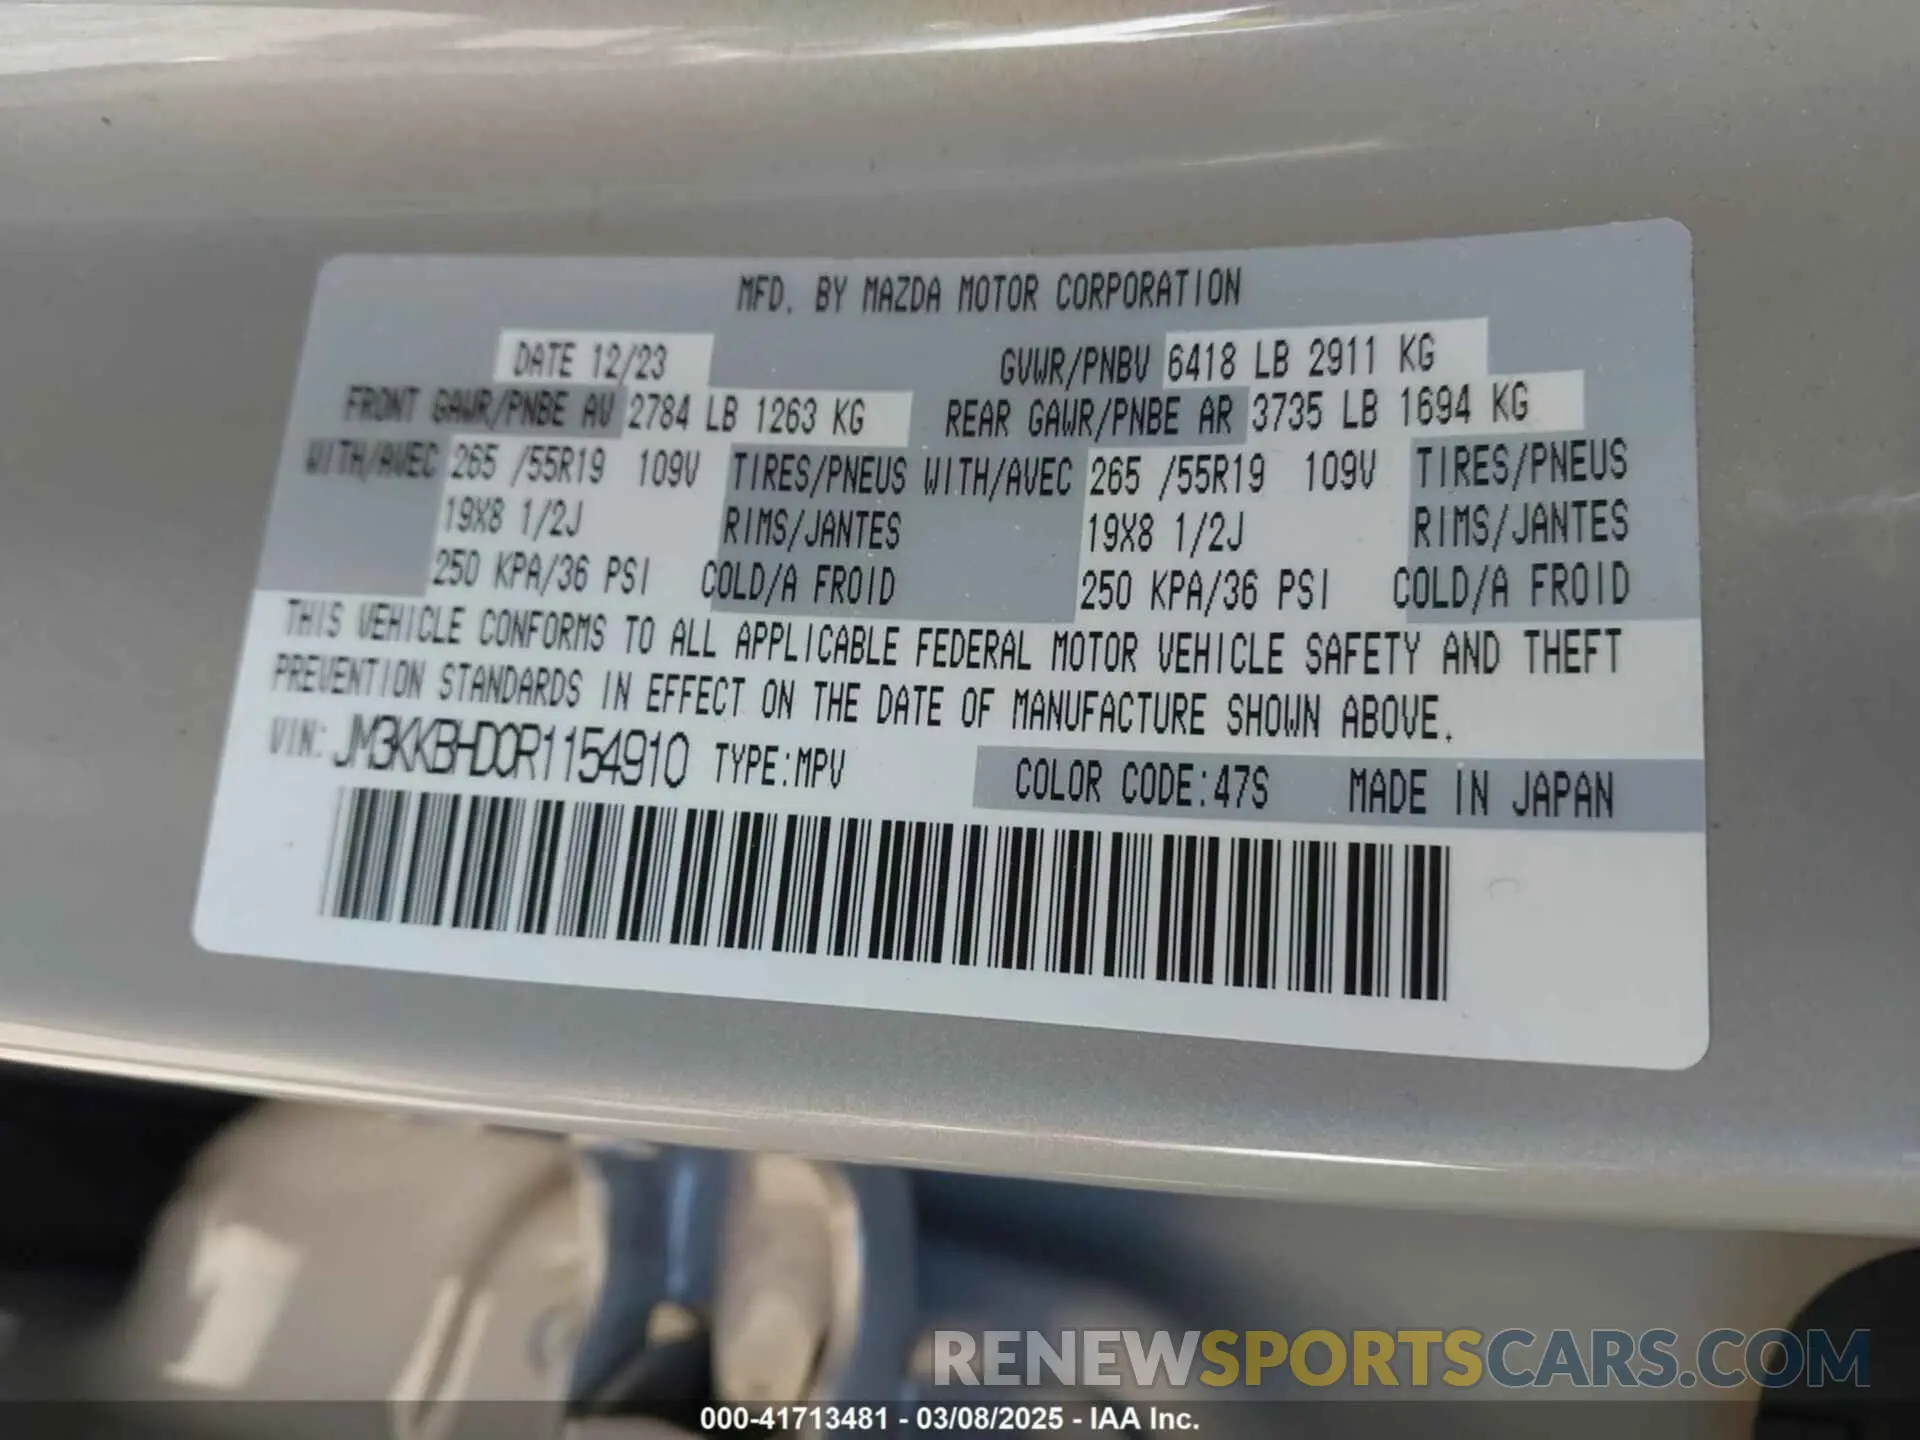 MFD. BY MAZDA MOTOR CORPORATION
DATE 12/23 GVWR/PNBV 6418 LB 2911 KG
FRONT GAWR/PNBE AV 2784 LB 1263 KG REAR GAWR/PNBE AR 3735 LB 1694 KG
WITH/AVEC 265 /55R19 109V TIRES/PNEUS WITH/AVEC 265 /55R19 109V TIRES/PNEUS
19X8 1/2J RIMS/JANTES 19X8 1/2J RIMS/JANTES
250 KPA/36 PSI COLD/A FROID 250 KPA/36 PSI COLD/A FROID
THIS VEHICLE CONFORMS TO ALL APPLICABLE FEDERAL MOTOR VEHICLE SAFETY AND THEFT
PREVENTION STANDARDS IN EFFECT ON THE DATE OF MANUFACTURE SHOWN ABOVE.
VIN: JM3KKBHD0R1154910 TYPE:MPV COLOR CODE:47S MADE IN JAPAN
RENEWSPORTSCARS.COM
000-41713481 - 03/08/2025 - IAA Inc.